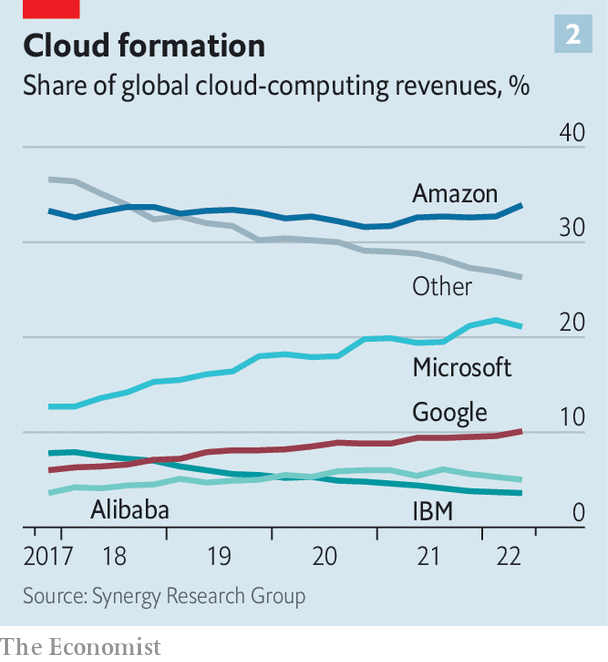 2
Cloud formation
Share of global cloud-computing revenues, %
40
Amazon
30
Other
20
Microsoft
Google
10
Alibaba
IBM
0
2017 18 19 20 21 22
Source: Synergy Research Group
The Economist